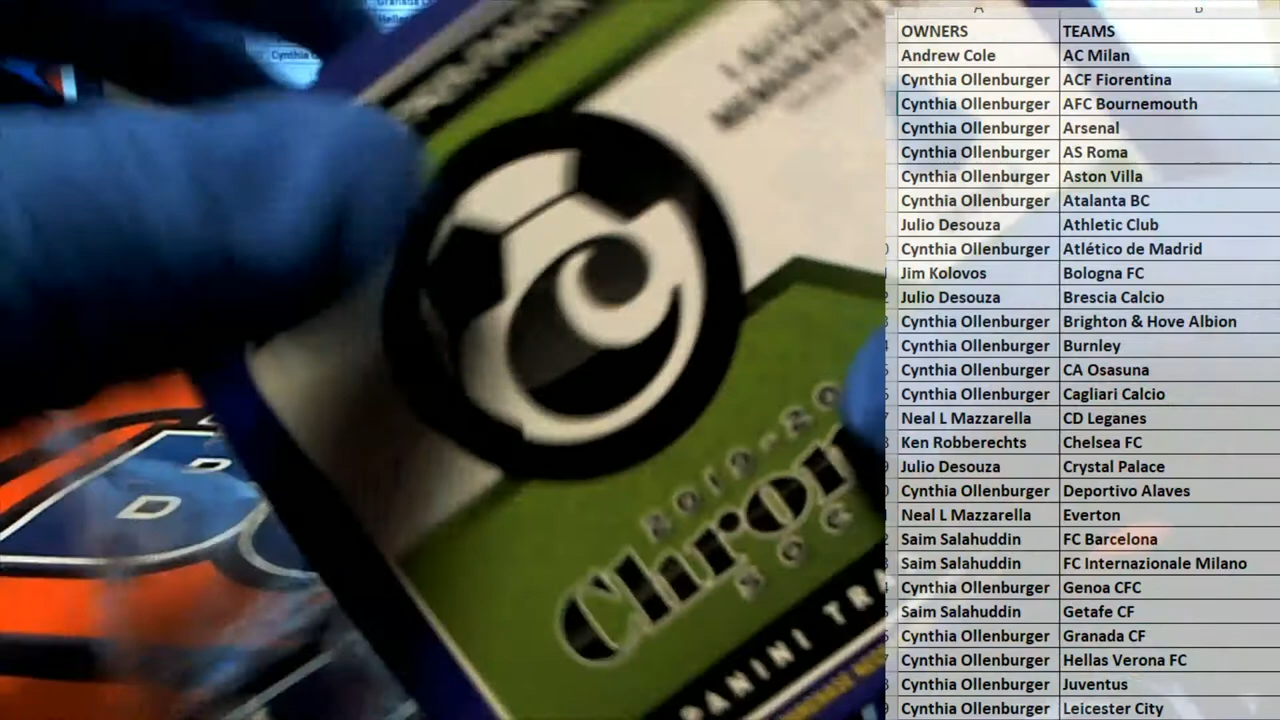 A B
OWNERS TEAMS
Andrew Cole AC Milan
Cynthia Ollenburger ACF Fiorentina
Cynthia Ollenburger AFC Bournemouth
Cynthia Ollenburger Arsenal
Cynthia Ollenburger AS Roma
Cynthia Ollenburger Aston Villa
Cynthia Ollenburger Atalanta BC
Julio Desouza Athletic Club
Cynthia Ollenburger Atlético de Madrid
Jim Kolovos Bologna FC
Julio Desouza Brescia Calcio
Cynthia Ollenburger Brighton & Hove Albion
Cynthia Ollenburger Burnley
Cynthia Ollenburger CA Osasuna
Cynthia Ollenburger Cagliari Calcio
Neal L Mazzarella CD Leganes
Ken Robberechts Chelsea FC
Julio Desouza Crystal Palace
Cynthia Ollenburger Deportivo Alaves
Neal L Mazzarella Everton
Saim Salahuddin FC Barcelona
Saim Salahuddin FC Internazionale Milano
Cynthia Ollenburger Genoa CFC
Saim Salahuddin Getafe CF
Cynthia Ollenburger Granada CF
Cynthia Ollenburger Hellas Verona FC
Cynthia Ollenburger Juventus
Cynthia Ollenburger Leicester City
2019-20
Chron
SOC
PANINI TRA
D
D